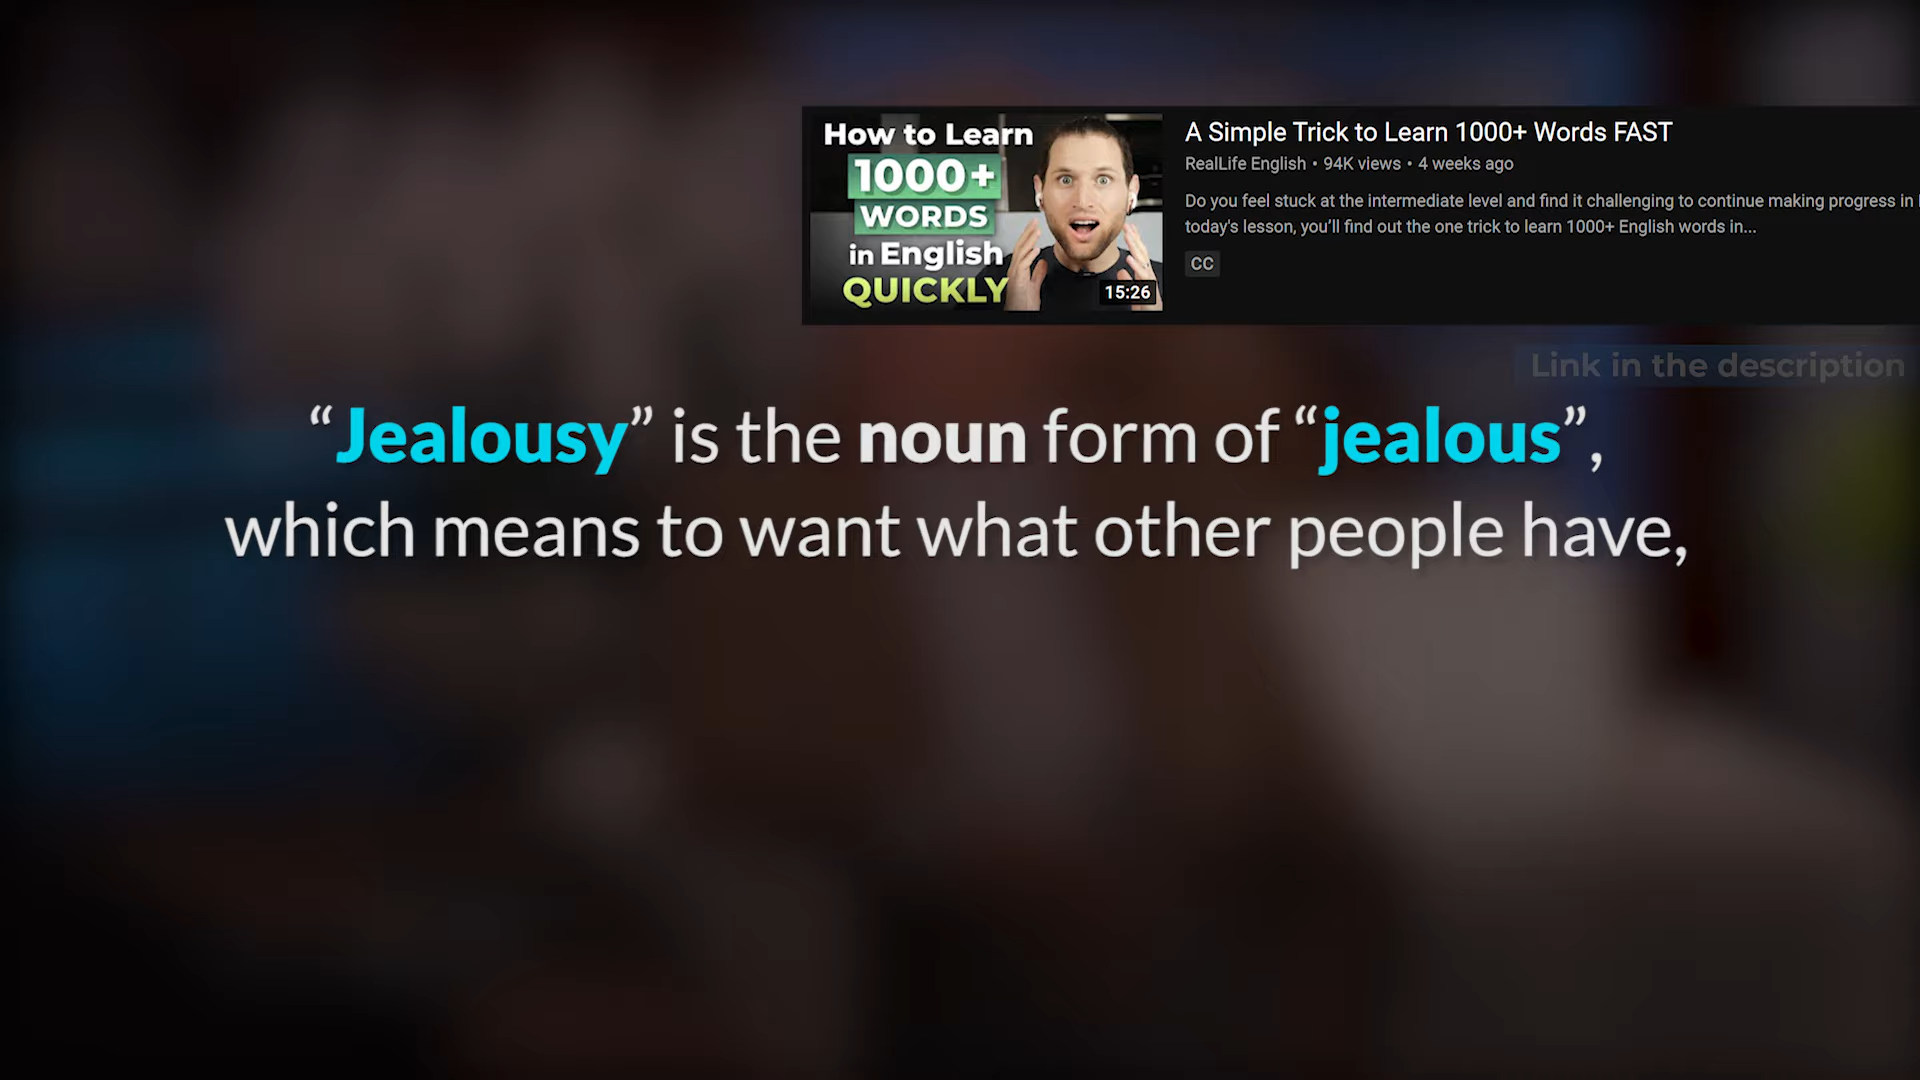 How to Learn
1000+
WORDS
in English
QUICKLY
15:26
A Simple Trick to Learn 1000+ Words FAST
RealLife English • 94K views • 4 weeks ago
Do you feel stuck at the intermediate level and find it challenging to continue making progress in
today's lesson, you’ll find out the one trick to learn 1000+ English words in...
CC
Link in the description
“Jealousy” is the noun form of “jealous”,
which means to want what other people have,